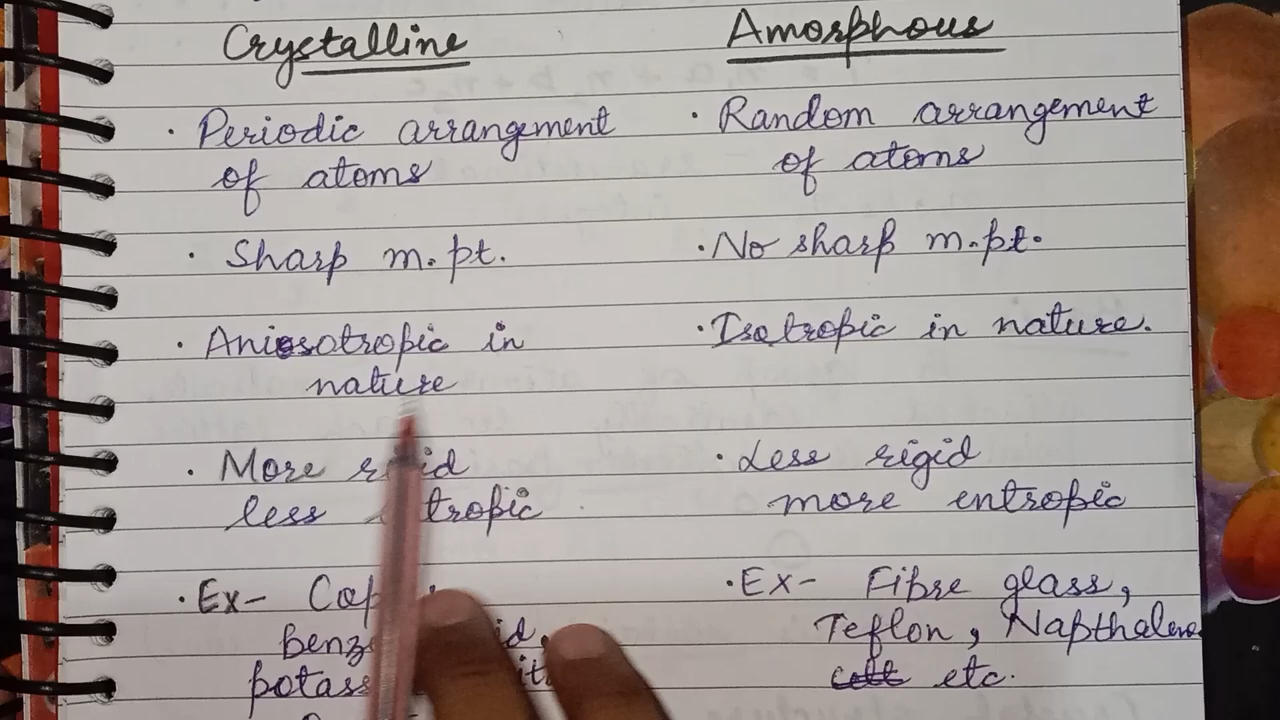 Crystalline
· Periodic arrangement
of atoms
· Sharp m.pt.
· Aniosotropic in
nature
· More rigid
less
· Ex-
Amorphous
· Random arrangement
of atoms
· No sharp m.pt.
· Isotropic in nature.
· Less rigid
more entropic
· Ex- Fibre glass,
Teflon, Napthalene
etc.